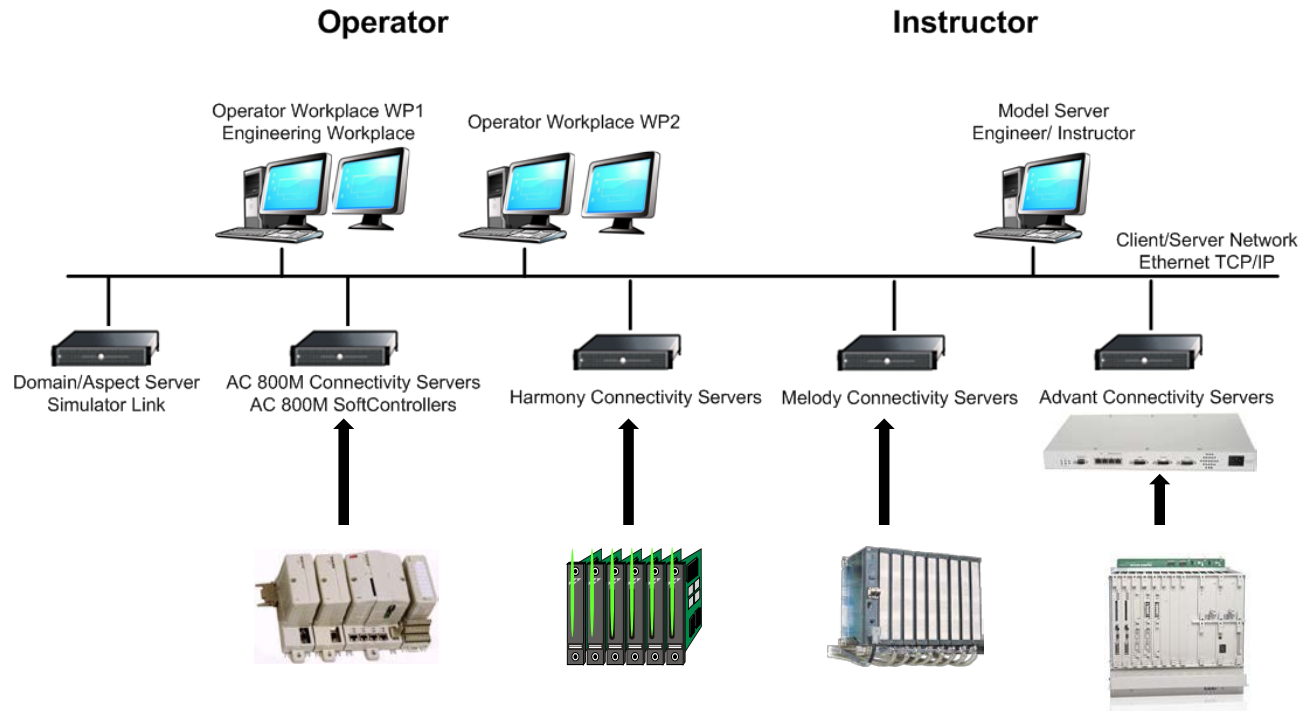 Operator
Instructor
Operator Workplace WP1
Engineering Workplace
Operator Workplace WP2
Model Server
Engineer/ Instructor
Client/Server Network
Ethernet TCP/IP
Domain/Aspect Server
Simulator Link
AC 800M Connectivity Servers
AC 800M SoftControllers
Harmony Connectivity Servers
Melody Connectivity Servers
Advant Connectivity Servers